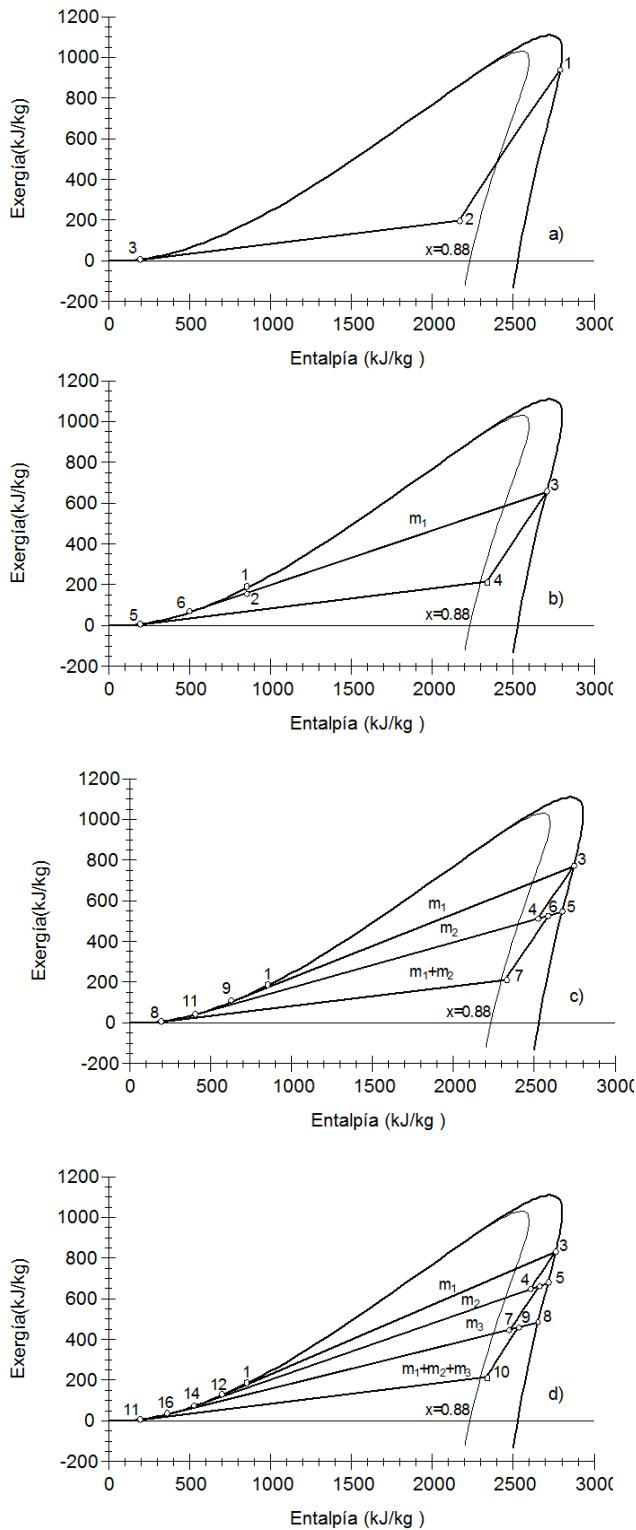 1200
1000
800
600
400
200
0
-200
Exergía(kJ/kg)
1
2
3
x=0.88
a)
0 500 1000 1500 2000 2500 3000
Entalpía (kJ/kg )
1200
1000
800
600
400
200
0
-200
Exergía(kJ/kg)
3
m1
1
2
6
5
4
x=0.88
b)
0 500 1000 1500 2000 2500 3000
Entalpía (kJ/kg )
1200
1000
800
600
400
200
0
-200
Exergía(kJ/kg)
3
m1
4 6 5
m2
1
9
m1+m2
11
8
7
x=0.88
c)
0 500 1000 1500 2000 2500 3000
Entalpía (kJ/kg )
1200
1000
800
600
400
200
0
-200
Exergía(kJ/kg)
3
m1
4 5
m2
m3
7 9 8
1
12
m1+m2+m3
14
16
11
10
x=0.88
d)
0 500 1000 1500 2000 2500 3000
Entalpía (kJ/kg )